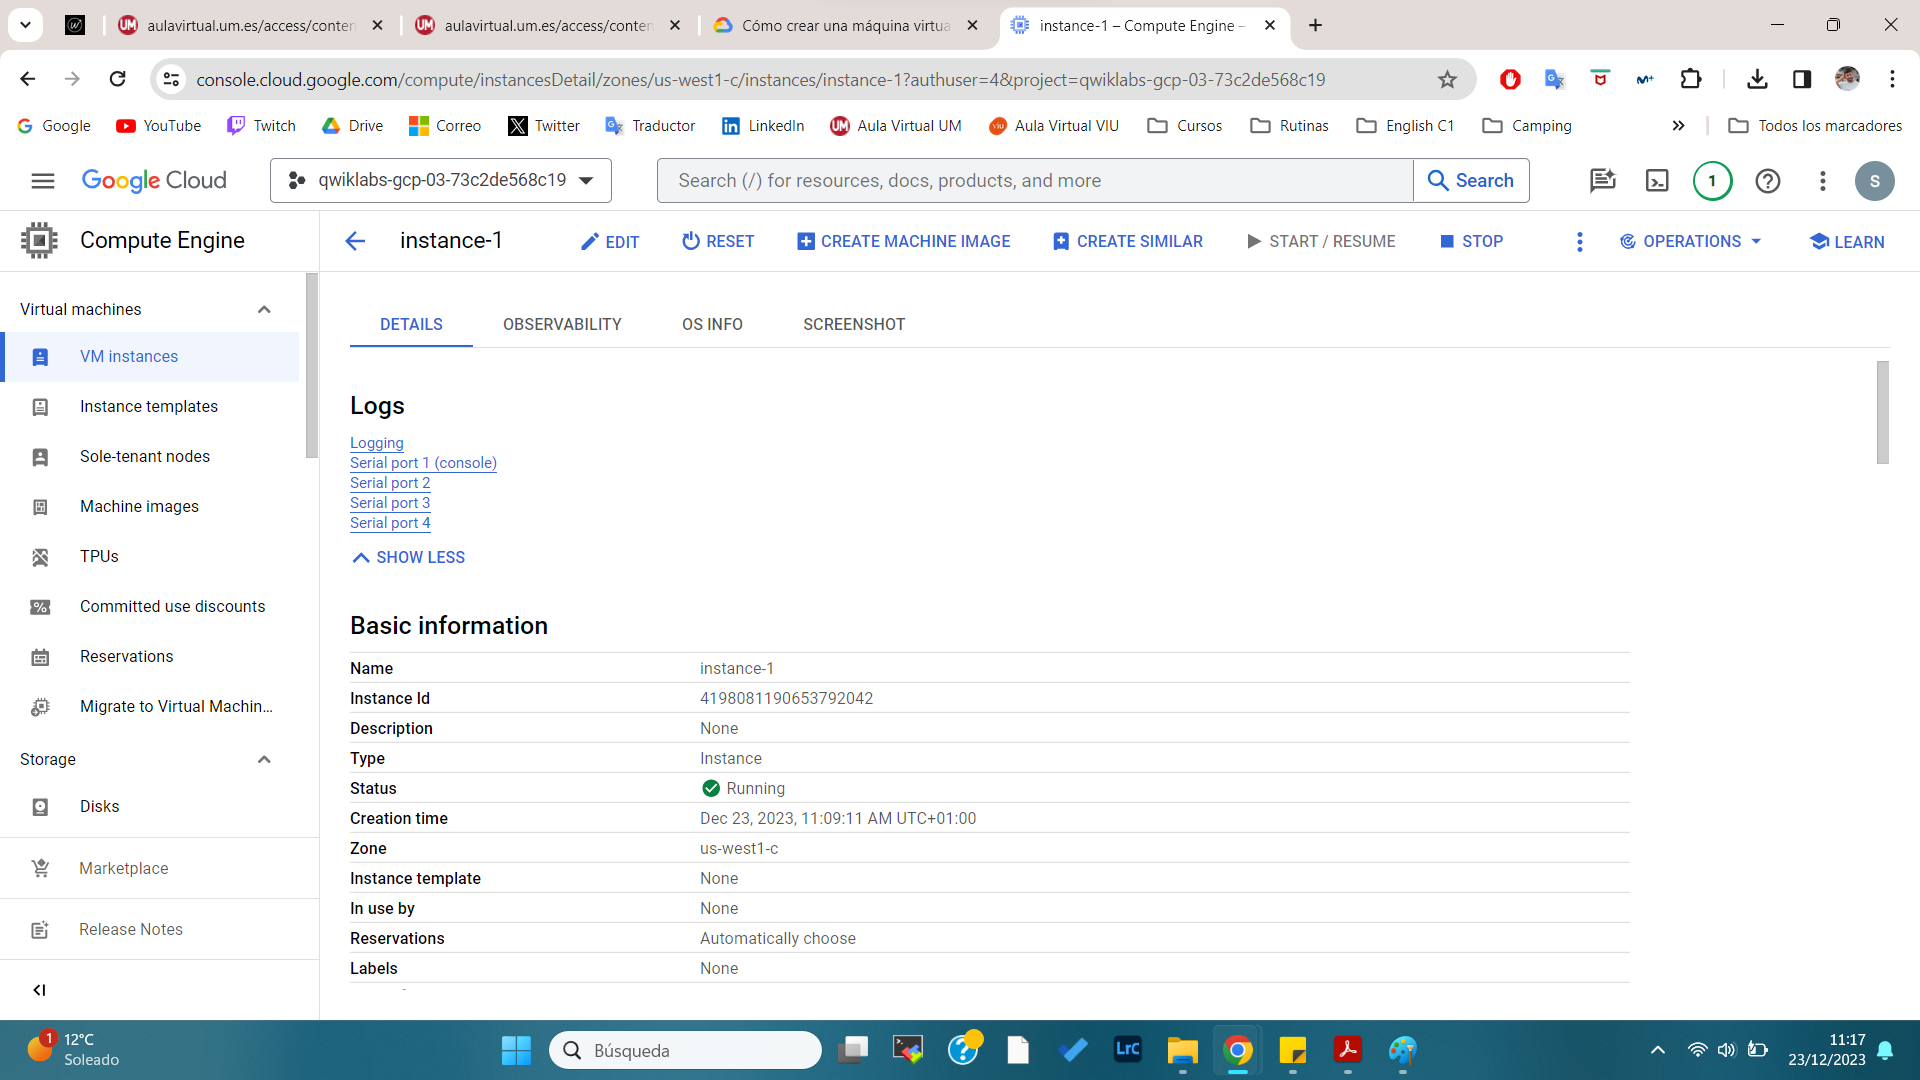 aulavirtual.um.es/access/conten
aulavirtual.um.es/access/conten
Cómo crear una máquina virtua
instance-1 – Compute Engine –
console.cloud.google.com/compute/instancesDetail/zones/us-west1-c/instances/instance-1?authuser=4&project=qwiklabs-gcp-03-73c2de568c19
Google YouTube Twitch Drive Correo Twitter Traductor LinkedIn Aula Virtual UM Aula Virtual VIU Cursos Rutinas English C1 Camping » Todos los marcadores
Google Cloud
qwiklabs-gcp-03-73c2de568c19
Search (/) for resources, docs, products, and more
Search
1
S
Compute Engine
instance-1
EDIT
RESET
CREATE MACHINE IMAGE
CREATE SIMILAR
START / RESUME
STOP
OPERATIONS
LEARN
Virtual machines
VM instances
Instance templates
Sole-tenant nodes
Machine images
TPUs
Committed use discounts
Reservations
Migrate to Virtual Machin...
Storage
Disks
Marketplace
Release Notes
DETAILS
OBSERVABILITY
OS INFO
SCREENSHOT
Logs
Logging
Serial port 1 (console)
Serial port 2
Serial port 3
Serial port 4
SHOW LESS
Basic information
Name instance-1
Instance Id 4198081190653792042
Description None
Type Instance
Status Running
Creation time Dec 23, 2023, 11:09:11 AM UTC+01:00
Zone us-west1-c
Instance template None
In use by None
Reservations Automatically choose
Labels None
1
12°C
Soleado
Búsqueda
LrC
11:17
23/12/2023